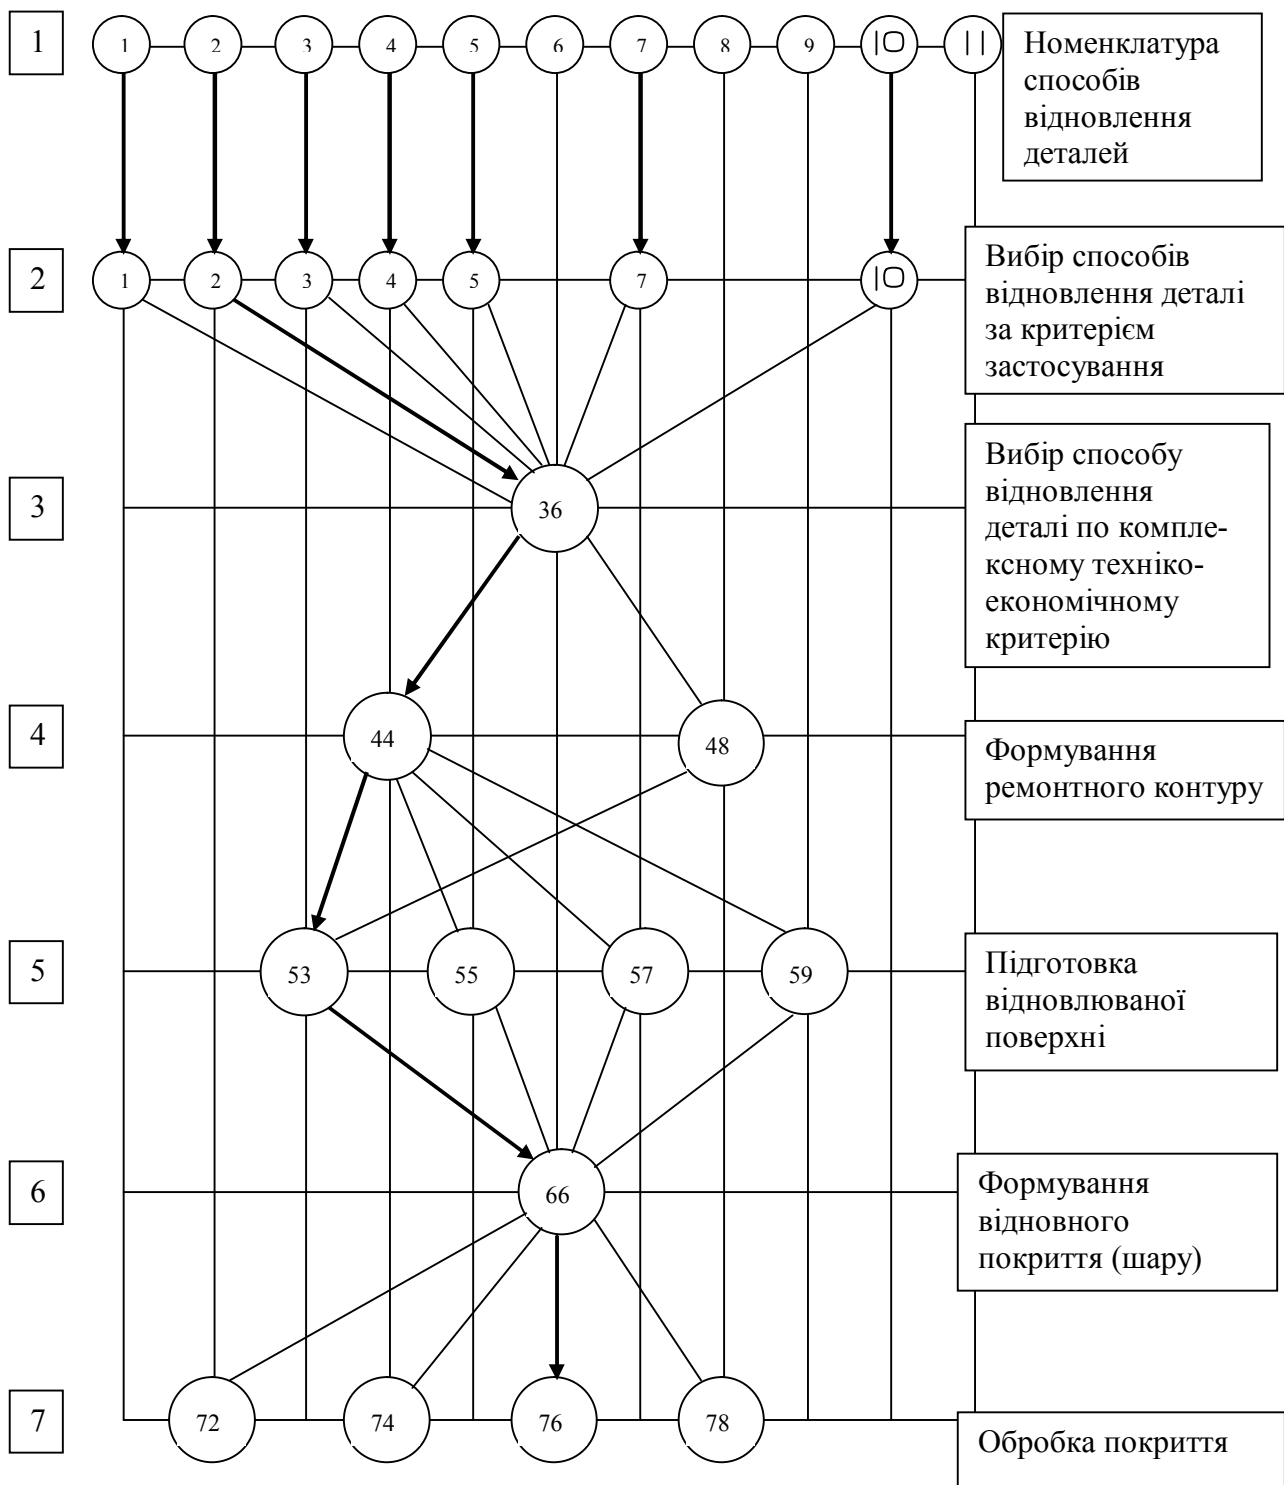 1
1 2 3 4 5 6 7 8 9 10 11
Номенклатура
способів
відновлення
деталей
2
1 2 3 4 5 7 10
Вибір способів
відновлення деталі
за критерієм
застосування
3
36
Вибір способу
відновлення
деталі по компле-
ксному техніко-
економічному
критерію
4
44 48
Формування
ремонтного контуру
5
53 55 57 59
Підготовка
відновлюваної
поверхні
6
66
Формування
відновного
покриття (шару)
7
72 74 76 78
Обробка покриття